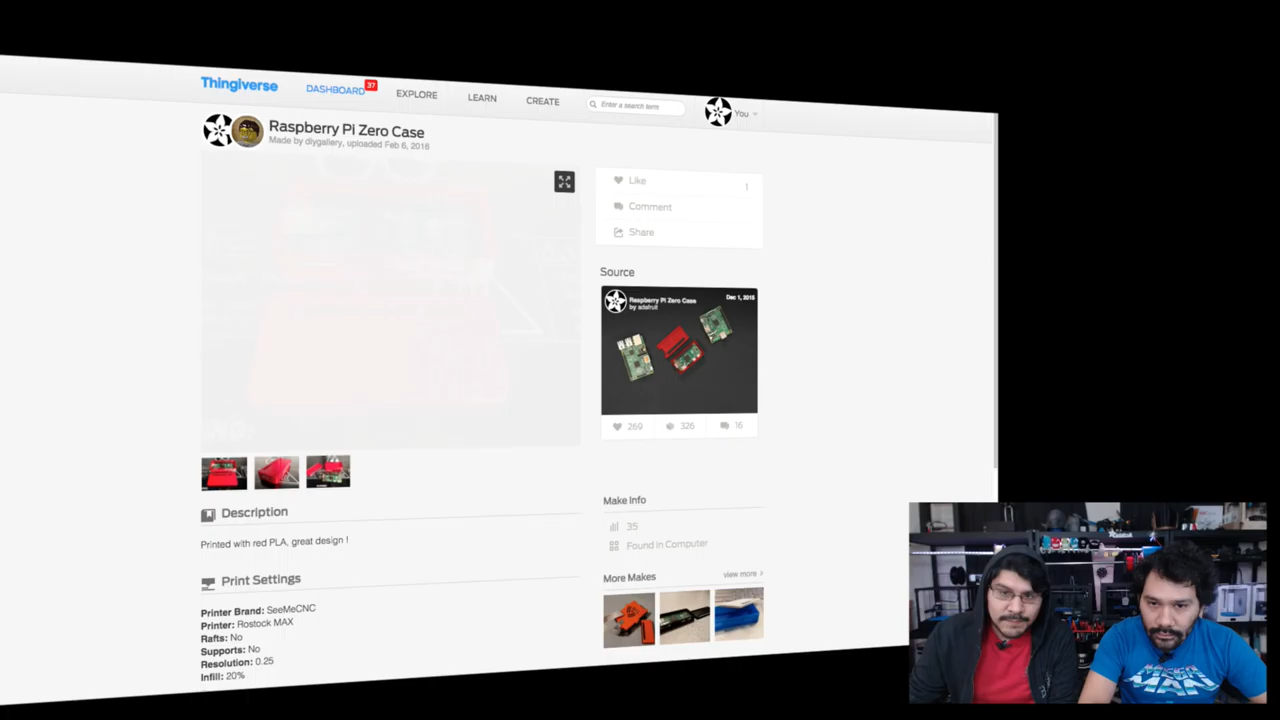 Thingiverse
DASHBOARD
37
EXPLORE
LEARN
CREATE
Enter a search term
You
Raspberry Pi Zero Case
Made by diygallery, uploaded Feb 6, 2016
Like
1
Comment
Share
Source
Raspberry Pi Zero Case
by adafruit
Dec 1, 2015
269
326
16
Description
Printed with red PLA, great design !
Print Settings
Printer Brand: SeeMeCNC
Printer: Rostock MAX
Rafts: No
Supports: No
Resolution: 0.25
Infill: 20%
Make Info
35
Found in Computer
More Makes
view more
MEGA
MAN